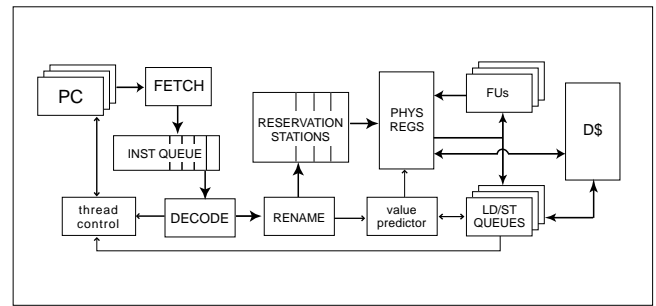 PC
FETCH
INST QUEUE
RESERVATION
STATIONS
PHYS
REGS
FUs
D$
thread
control
DECODE
RENAME
value
predictor
LD/ST
QUEUES